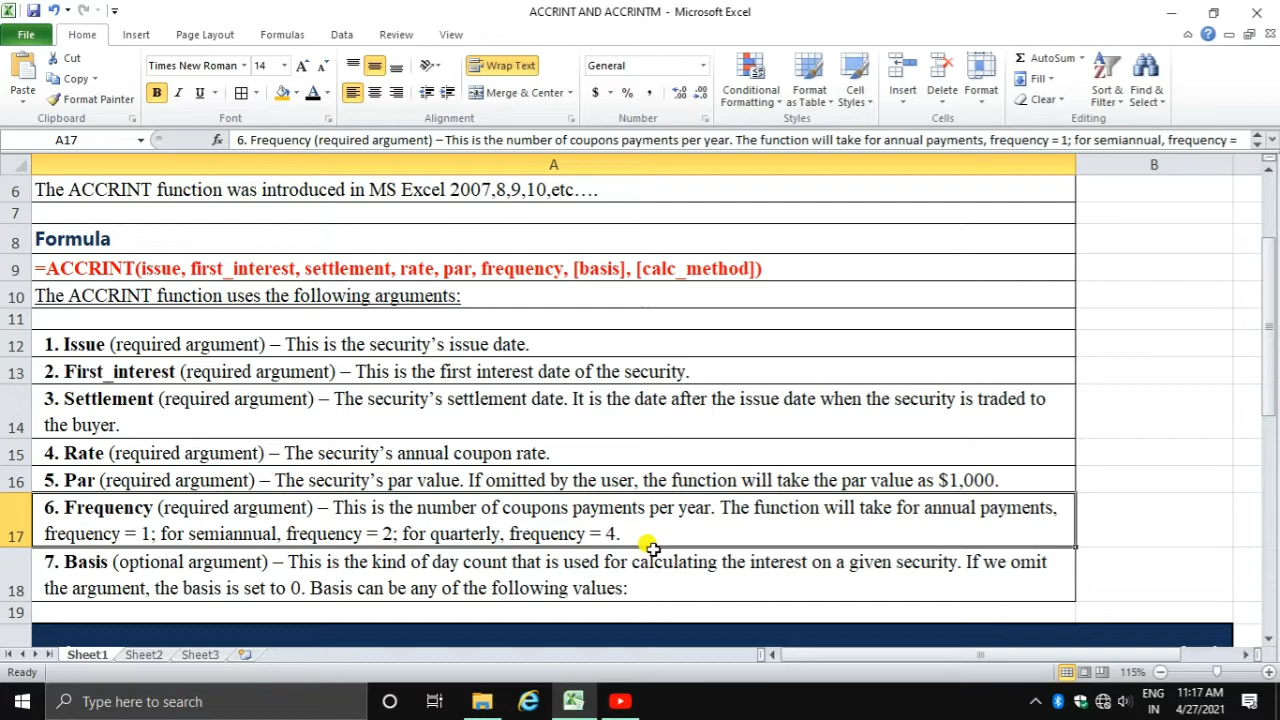 ACCRINT AND ACCRINTM - Microsoft Excel
File Home Insert Page Layout Formulas Data Review View
Paste Cut Copy Format Painter
Times New Roman 14
B I U
Wrap Text
Merge & Center
General
$ % ,
Conditional Formatting
Format as Table
Cell Styles
Insert Delete Format
AutoSum
Fill
Clear
Sort & Filter
Find & Select
Clipboard Font Alignment Number Styles Cells Editing
A17 fx 6. Frequency (required argument) – This is the number of coupons payments per year. The function will take for annual payments, frequency = 1; for semiannual, frequency =
A B
6 The ACCRINT function was introduced in MS Excel 2007,8,9,10,etc….
7
8 Formula
9 =ACCRINT(issue, first_interest, settlement, rate, par, frequency, [basis], [calc_method])
10 The ACCRINT function uses the following arguments:
11
12 1. Issue (required argument) – This is the security’s issue date.
13 2. First_interest (required argument) – This is the first interest date of the security.
3. Settlement (required argument) – The security’s settlement date. It is the date after the issue date when the security is traded to
14 the buyer.
15 4. Rate (required argument) – The security’s annual coupon rate.
16 5. Par (required argument) – The security’s par value. If omitted by the user, the function will take the par value as $1,000.
6. Frequency (required argument) – This is the number of coupons payments per year. The function will take for annual payments,
17 frequency = 1; for semiannual, frequency = 2; for quarterly, frequency = 4.
7. Basis (optional argument) – This is the kind of day count that is used for calculating the interest on a given security. If we omit
18 the argument, the basis is set to 0. Basis can be any of the following values:
19
Sheet1 Sheet2 Sheet3
Ready 115%
Type here to search
ENG 11:17 AM
IN 4/27/2021